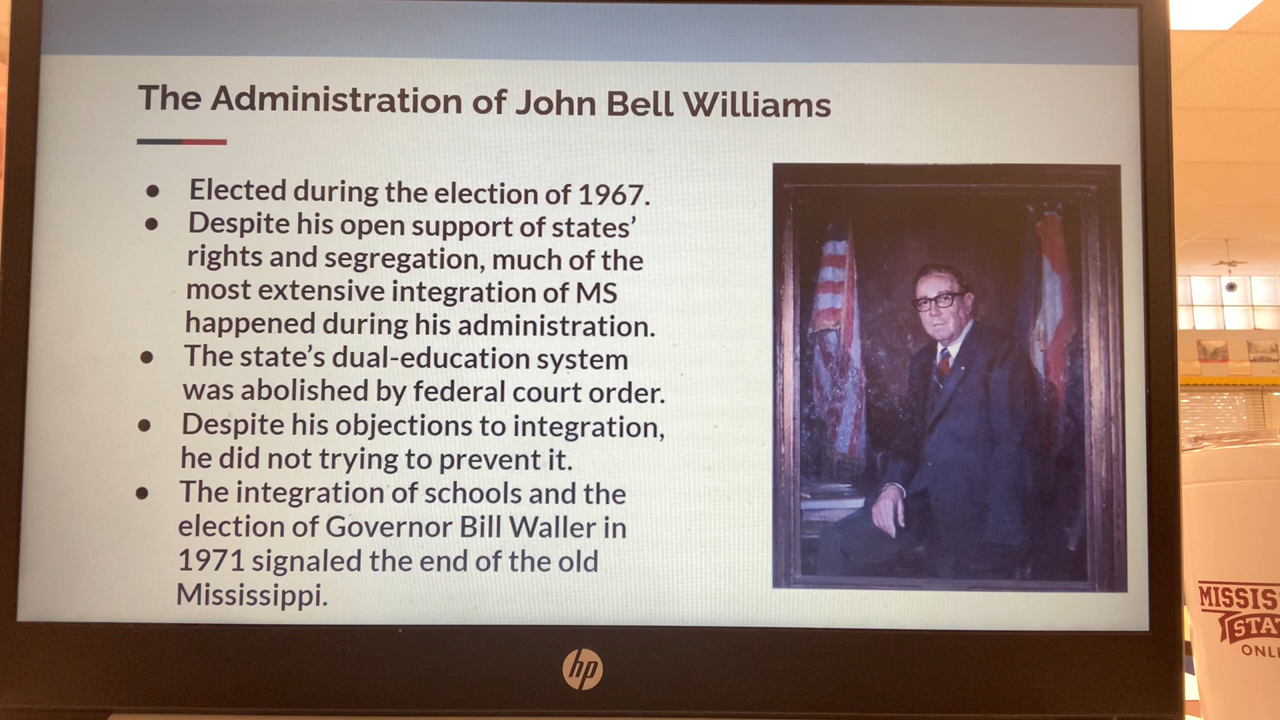 The Administration of John Bell Williams
● Elected during the election of 1967.
● Despite his open support of states’
rights and segregation, much of the
most extensive integration of MS
happened during his administration.
● The state’s dual-education system
was abolished by federal court order.
● Despite his objections to integration,
he did not trying to prevent it.
● The integration of schools and the
election of Governor Bill Waller in
1971 signaled the end of the old
Mississippi.
hp
MISSIS
STA
ONLI